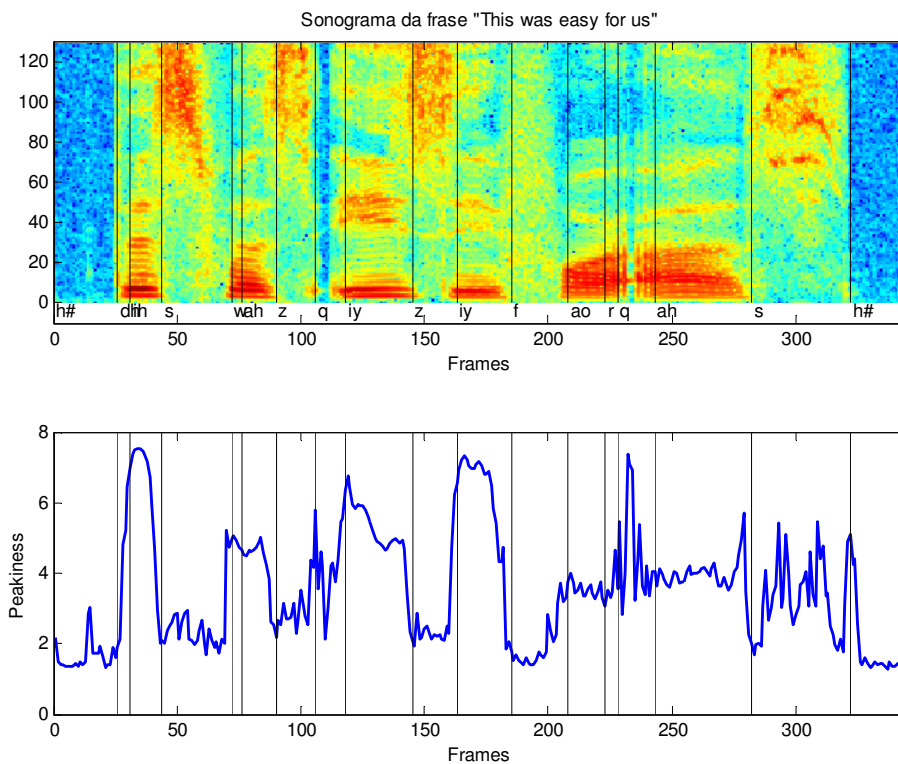 Sonograma da frase "This was easy for us"
120
100
80
60
40
20
0
h# dh ih s w ah z q iy z iy f ao r q ah s h#
0 50 100 150 200 250 300
Frames
8
6
4
2
0
Peakiness
0 50 100 150 200 250 300
Frames